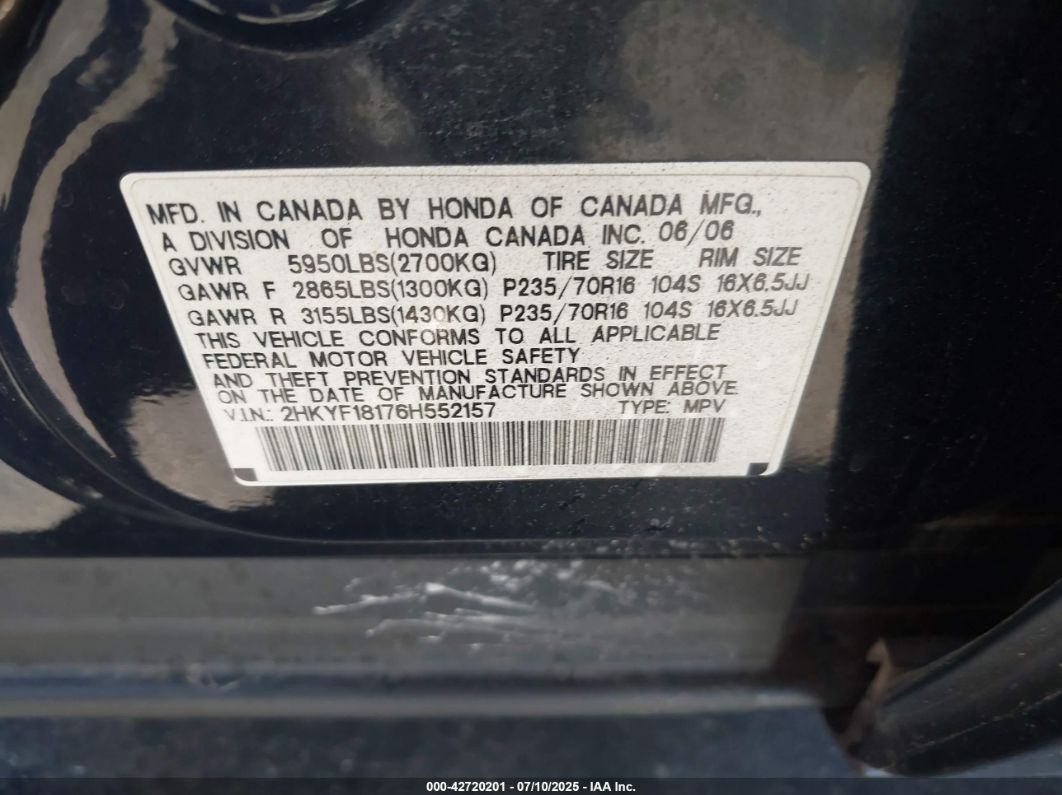 MFD. IN CANADA BY HONDA OF CANADA MFG.,
A DIVISION OF HONDA CANADA INC. 06/06
GVWR 5950LBS(2700KG) TIRE SIZE RIM SIZE
GAWR F 2865LBS(1300KG) P235/70R16 104S 16X6.5JJ
GAWR R 3155LBS(1430KG) P235/70R16 104S 16X6.5JJ
THIS VEHICLE CONFORMS TO ALL APPLICABLE
FEDERAL MOTOR VEHICLE SAFETY
AND THEFT PREVENTION STANDARDS IN EFFECT
ON THE DATE OF MANUFACTURE SHOWN ABOVE.
V.I.N.: 2HKYF18176H552157 TYPE: MPV
000-42720201 - 07/10/2025 - IAA Inc.